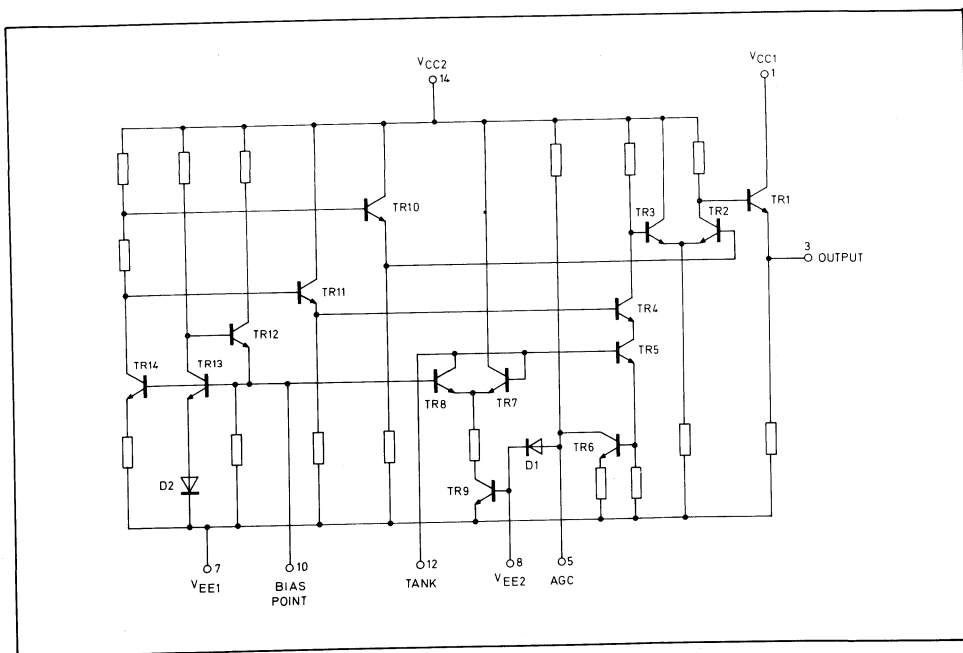 VCC2
14
VCC1
1
TR10
TR3
TR2
TR1
3
OUTPUT
TR11
TR4
TR12
TR5
TR14
TR13
TR8
TR7
D1
TR6
D2
TR9
7
VEE1
10
BIAS
POINT
12
TANK
8
VEE2
5
AGC